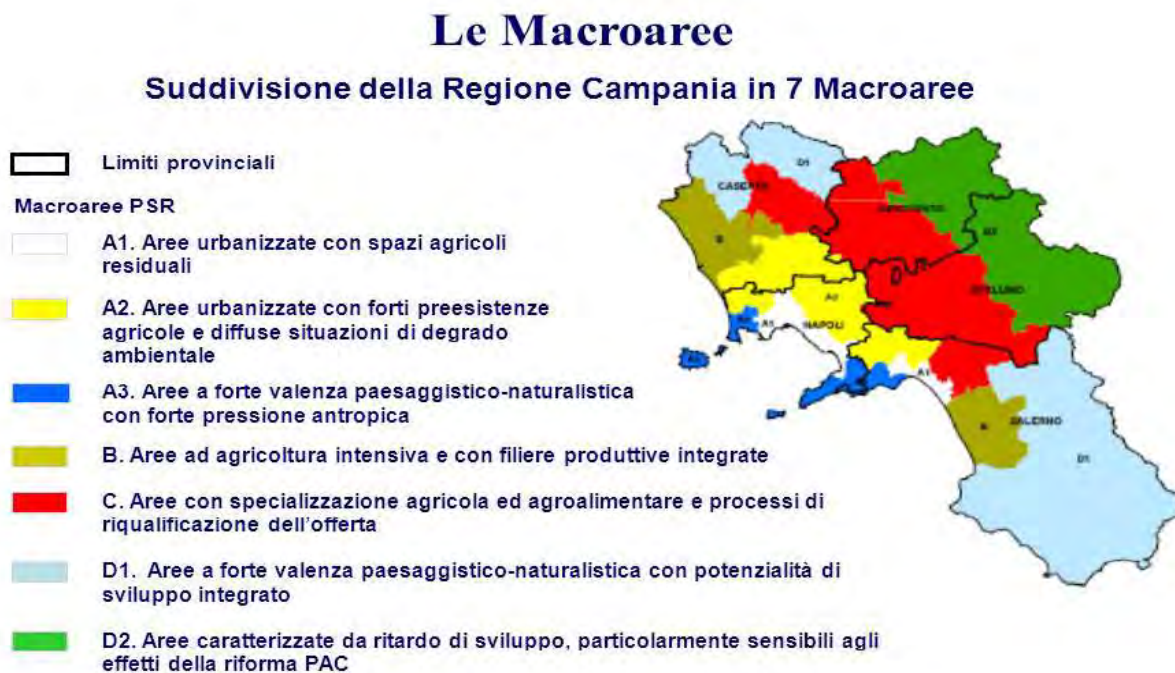 Le Macroaree
Suddivisione della Regione Campania in 7 Macroaree
Limiti provinciali
Macroaree PSR
A1. Aree urbanizzate con spazi agricoli
residuali
A2. Aree urbanizzate con forti preesistenze
agricole e diffuse situazioni di degrado
ambientale
A3. Aree a forte valenza paesaggistico-naturalistica
con forte pressione antropica
B. Aree ad agricoltura intensiva e con filiere produttive integrate
C. Aree con specializzazione agricola ed agroalimentare e processi di
riqualificazione dell'offerta
D1. Aree a forte valenza paesaggistico-naturalistica con potenzialità di
sviluppo integrato
D2. Aree caratterizzate da ritardo di sviluppo, particolarmente sensibili agli
effetti della riforma PAC
D1
CASERTA
BENEVENTO
B
D2
AVELLINO
A2
A1
NAPOLI
A1
B
SALERNO
D1